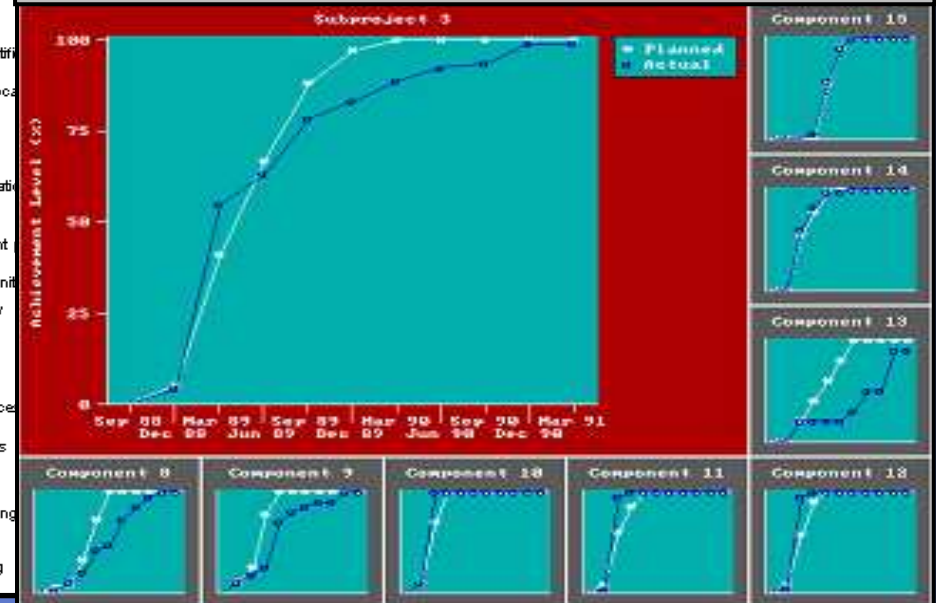 Subproject 3
Planned
Actual
Achievement Level (%)
100
75
50
25
0
Sep 88 Mar 89 Sep 89 Mar 90 Sep 90 Mar 91
Dec 88 Jun 89 Dec 89 Jun 90 Dec 90
Component 15
Component 14
Component 13
Component 8
Component 9
Component 10
Component 11
Component 12